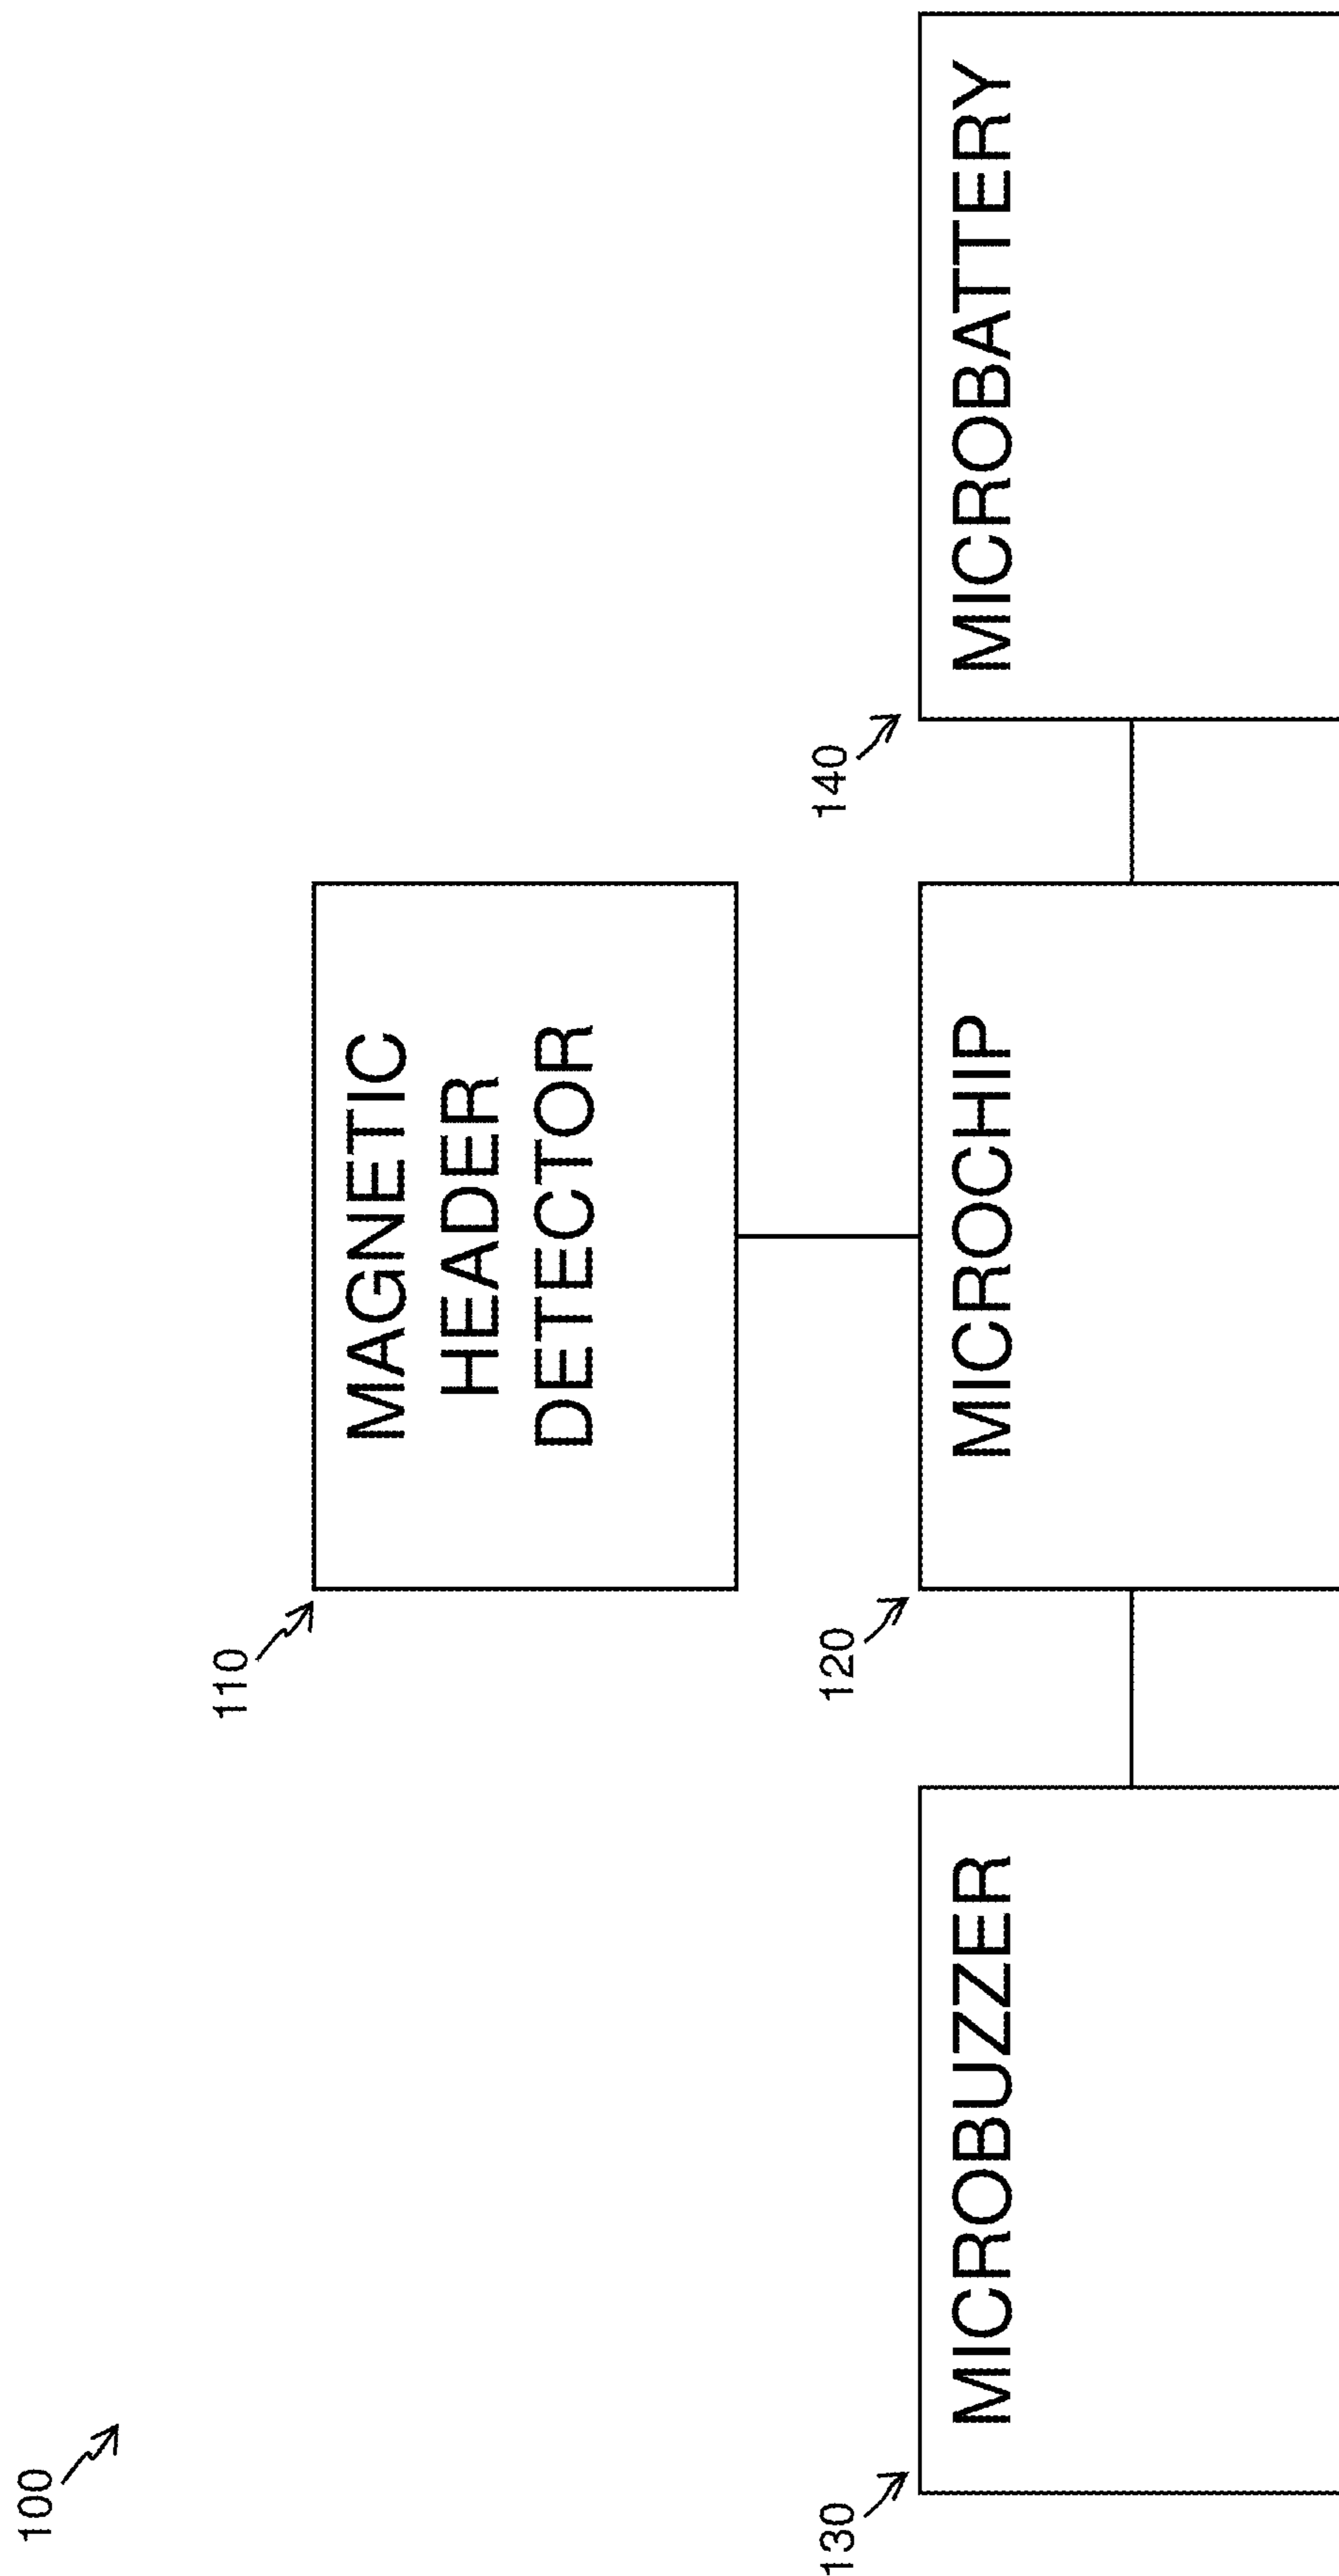 100
110
MAGNETIC
HEADER
DETECTOR
130
MICROBUZZER
120
MICROCHIP
140
MICROBATTERY